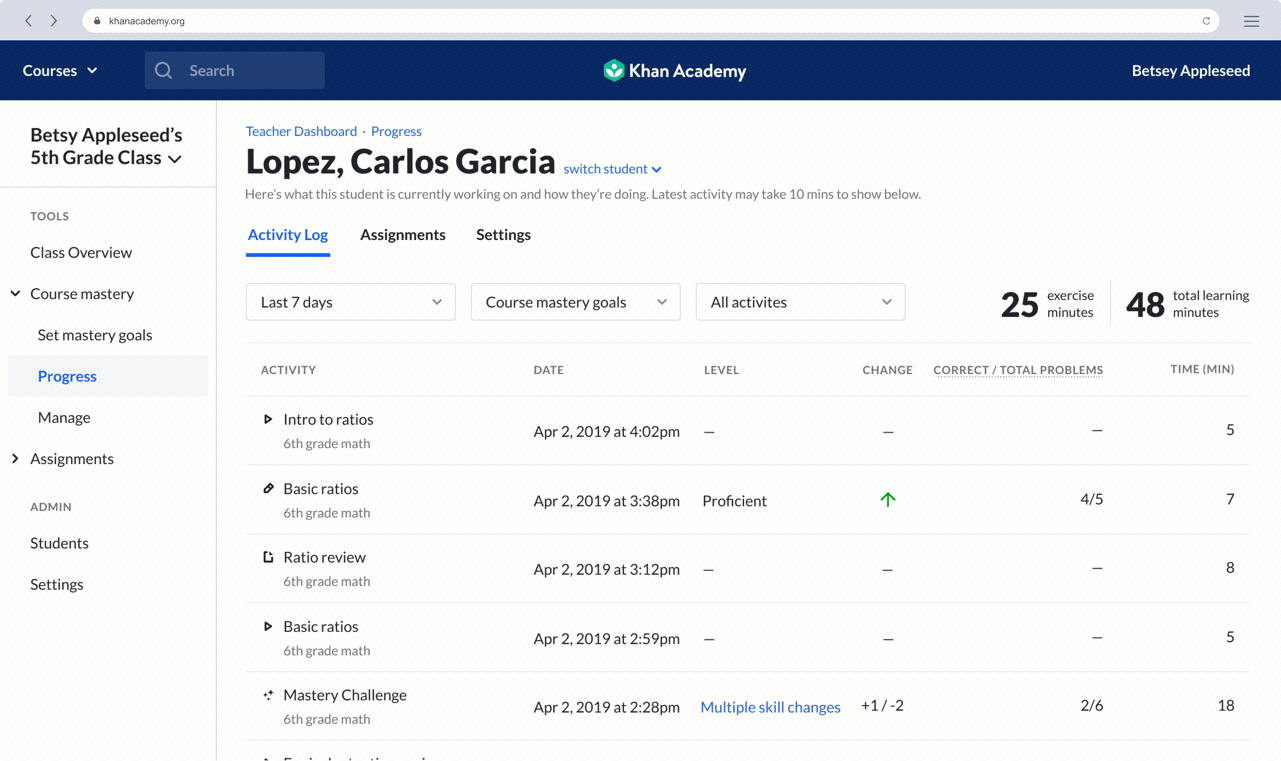 khanacademy.org
Courses
Search
Khan Academy
Betsey Appleseed
Betsy Appleseed’s
5th Grade Class
TOOLS
Class Overview
Course mastery
Set mastery goals
Progress
Manage
Assignments
ADMIN
Students
Settings
Teacher Dashboard · Progress
Lopez, Carlos Garcia switch student
Here’s what this student is currently working on and how they’re doing. Latest activity may take 10 mins to show below.
Activity Log Assignments Settings
Last 7 days Course mastery goals All activites
25 exercise minutes 48 total learning minutes
ACTIVITY DATE LEVEL CHANGE CORRECT / TOTAL PROBLEMS TIME (MIN)
Intro to ratios
6th grade math
Apr 2, 2019 at 4:02pm — — — 5
Basic ratios
6th grade math
Apr 2, 2019 at 3:38pm Proficient ↑ 4/5 7
Ratio review
6th grade math
Apr 2, 2019 at 3:12pm — — — 8
Basic ratios
6th grade math
Apr 2, 2019 at 2:59pm — — — 5
Mastery Challenge
6th grade math
Apr 2, 2019 at 2:28pm Multiple skill changes +1 / -2 2/6 18